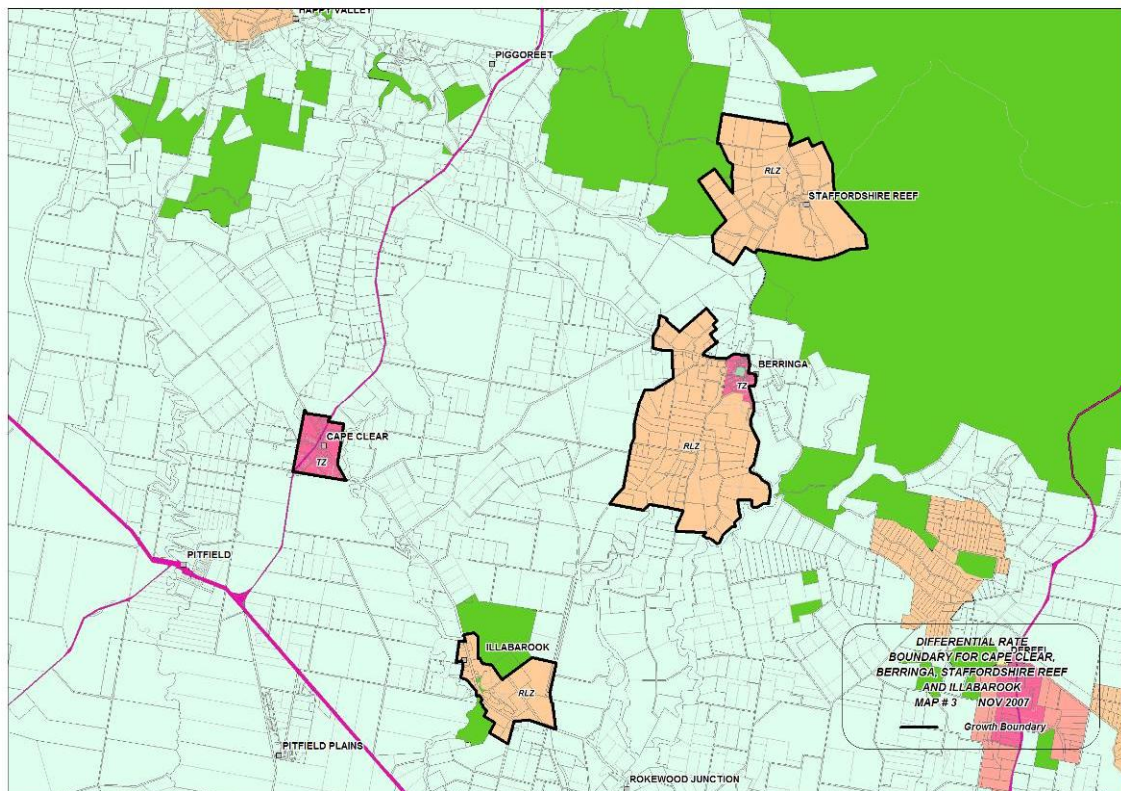 HAPPY VALLEY
PIGGOREET
RLZ
STAFFORDSHIRE REEF
BERRINGA
TZ
CAPE CLEAR
TZ
RLZ
PITFIELD
ILLABAROOK
RLZ
DIFFERENTIAL RATE
BOUNDARY FOR CAPE CLEAR,
DEREEL
BERRINGA, STAFFORDSHIRE REEF
AND ILLABAROOK
MAP # 3 NOV 2007
Growth Boundary
PITFIELD PLAINS
ROKEWOOD JUNCTION